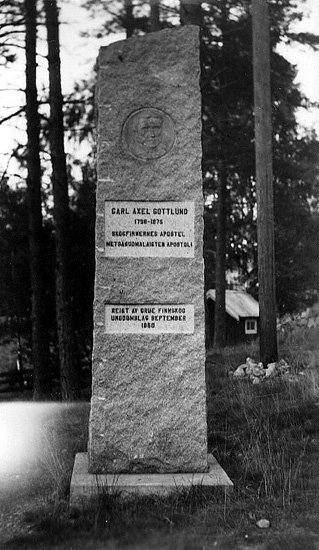 CARL AXEL GOTTLUND
1796-1875
SKOGFINNERNES APOSTEL
METSÄSUOMALAISTEN APOSTOLI
REIST AV GRUE FINNSKOG
UNGDOMSLAG SEPTEMBER
1950